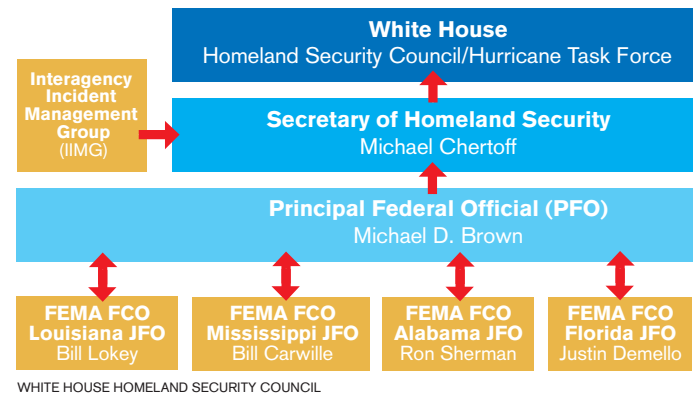 White House
Homeland Security Council/Hurricane Task Force
Interagency
Incident
Management
Group
(IIMG)
Secretary of Homeland Security
Michael Chertoff
Principal Federal Official (PFO)
Michael D. Brown
FEMA FCO
Louisiana JFO
Bill Lokey
FEMA FCO
Mississippi JFO
Bill Carwille
FEMA FCO
Alabama JFO
Ron Sherman
FEMA FCO
Florida JFO
Justin Demello
WHITE HOUSE HOMELAND SECURITY COUNCIL